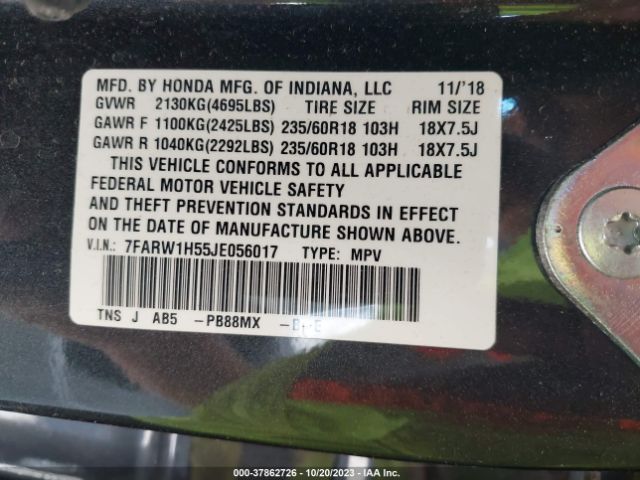 MFD. BY HONDA MFG. OF INDIANA, LLC 11/'18
GVWR 2130KG(4695LBS) TIRE SIZE RIM SIZE
GAWR F 1100KG(2425LBS) 235/60R18 103H 18X7.5J
GAWR R 1040KG(2292LBS) 235/60R18 103H 18X7.5J
THIS VEHICLE CONFORMS TO ALL APPLICABLE
FEDERAL MOTOR VEHICLE SAFETY
AND THEFT PREVENTION STANDARDS IN EFFECT
ON THE DATE OF MANUFACTURE SHOWN ABOVE.
V.I.N.: 7FARW1H55JE056017 TYPE: MPV
TNS J AB5 -PB88MX
000-37862726 - 10/20/2023 - IAA Inc.